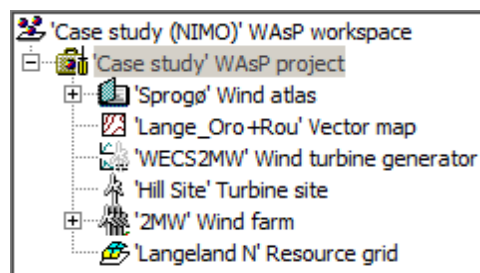 'Case study (NIMO)' WAsP workspace
'Case study' WAsP project
'Sprogø' Wind atlas
'Lange_Oro+Rou' Vector map
'WECS2MW' Wind turbine generator
'Hill Site' Turbine site
'2MW' Wind farm
'Langeland N' Resource grid